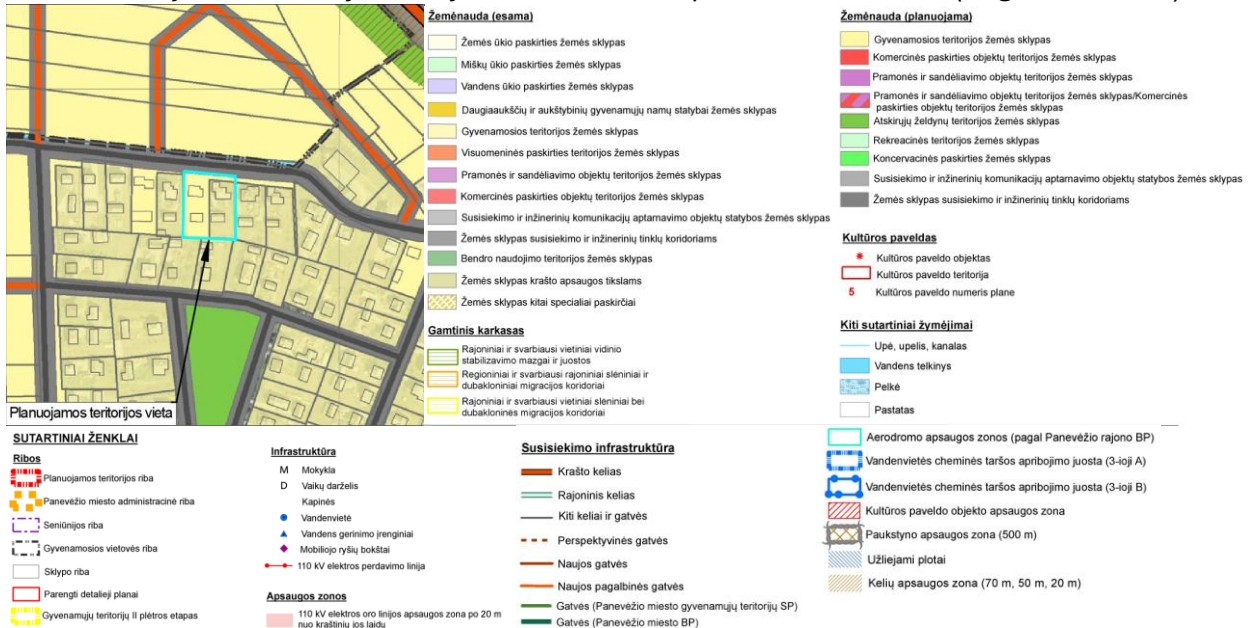 Planuojamos teritorijos vieta
Žemėnauda (esama)
Žemės ūkio paskirties žemės sklypas
Miškų ūkio paskirties žemės sklypas
Vandens ūkio paskirties žemės sklypas
Daugiaaukščių ir aukštybinių gyvenamųjų namų statybai žemės sklypas
Gyvenamosios teritorijos žemės sklypas
Visuomeninės paskirties teritorijos žemės sklypas
Pramonės ir sandėliavimo objektų teritorijos žemės sklypas
Komercinės paskirties objektų teritorijos žemės sklypas
Susisiekimo ir inžinerinių komunikacijų aptarnavimo objektų statybos žemės sklypas
Žemės sklypas susisiekimo ir inžinerinių tinklų koridoriams
Bendro naudojimo teritorijos žemės sklypas
Žemės sklypas krašto apsaugos tikslams
Žemės sklypas kitai specialiai paskirčiai
Gamtinis karkasas
Rajoniniai ir svarbiausi vietiniai vidinio
stabilizavimo mazgai ir juostos
Regioniniai ir svarbiausi rajoniniai slėniniai ir
dubakloniniai migracijos koridoriai
Rajoniniai ir svarbiausi vietiniai slėniniai bei
dubakloninės migracijos koridoriai
Žemėnauda (planuojama)
Gyvenamosios teritorijos žemės sklypas
Komercinės paskirties objektų teritorijos žemės sklypas
Pramonės ir sandėliavimo objektų teritorijos žemės sklypas
Pramonės ir sandėliavimo objektų teritorijos žemės sklypas/Komercinės
paskirties objektų teritorijos žemės sklypas
Atskirųjų želdynų teritorijos žemės sklypas
Rekreacinės teritorijos žemės sklypas
Koncervacinės paskirties žemės sklypas
Susisiekimo ir inžinerinių komunikacijų aptarnavimo objektų statybos žemės sklypas
Žemės sklypas susisiekimo ir inžinerinių tinklų koridoriams
Kultūros paveldas
Kultūros paveldo objektas
Kultūros paveldo teritorija
5 Kultūros paveldo numeris plane
Kiti sutartiniai žymėjimai
Upė, upelis, kanalas
Vandens telkinys
Pelkė
Pastatas
SUTARTINIAI ŽENKLAI
Ribos
Planuojamos teritorijos riba
Panevėžio miesto administracinė riba
Seniūnijos riba
Gyvenamosios vietovės riba
Sklypo riba
Parengti detalieji planai
Gyvenamųjų teritorijų II plėtros etapas
Infrastruktūra
M Mokykla
D Vaikų darželis
Kapinės
Vandenvietė
Vandens gerinimo įrenginiai
Mobiliojo ryšių bokštai
110 kV elektros perdavimo linija
Apsaugos zonos
110 kV elektros oro linijos apsaugos zona po 20 m
nuo kraštinių jos laidų
Susisiekimo infrastruktūra
Krašto kelias
Rajoninis kelias
Kiti keliai ir gatvės
Perspektyvinės gatvės
Naujos gatvės
Naujos pagalbinės gatvės
Gatvės (Panevėžio miesto gyvenamųjų teritorijų SP)
Gatvės (Panevėžio miesto BP)
Aerodromo apsaugos zonos (pagal Panevėžio rajono BP)
Vandenvietės cheminės taršos apribojimo juosta (3-ioji A)
Vandenvietės cheminės taršos apribojimo juosta (3-ioji B)
Kultūros paveldo objekto apsaugos zona
Paukstyno apsaugos zona (500 m)
Užliejami plotai
Kelių apsaugos zona (70 m, 50 m, 20 m)